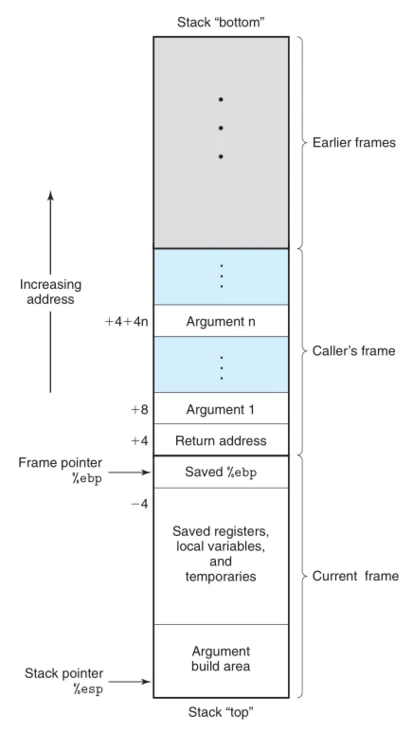 Stack “bottom”
Earlier frames
Increasing
address
+4+4n
Argument n
Caller’s frame
+8
Argument 1
+4
Return address
Frame pointer
%ebp
Saved %ebp
−4
Saved registers,
local variables,
and
temporaries
Current frame
Argument
build area
Stack pointer
%esp
Stack “top”